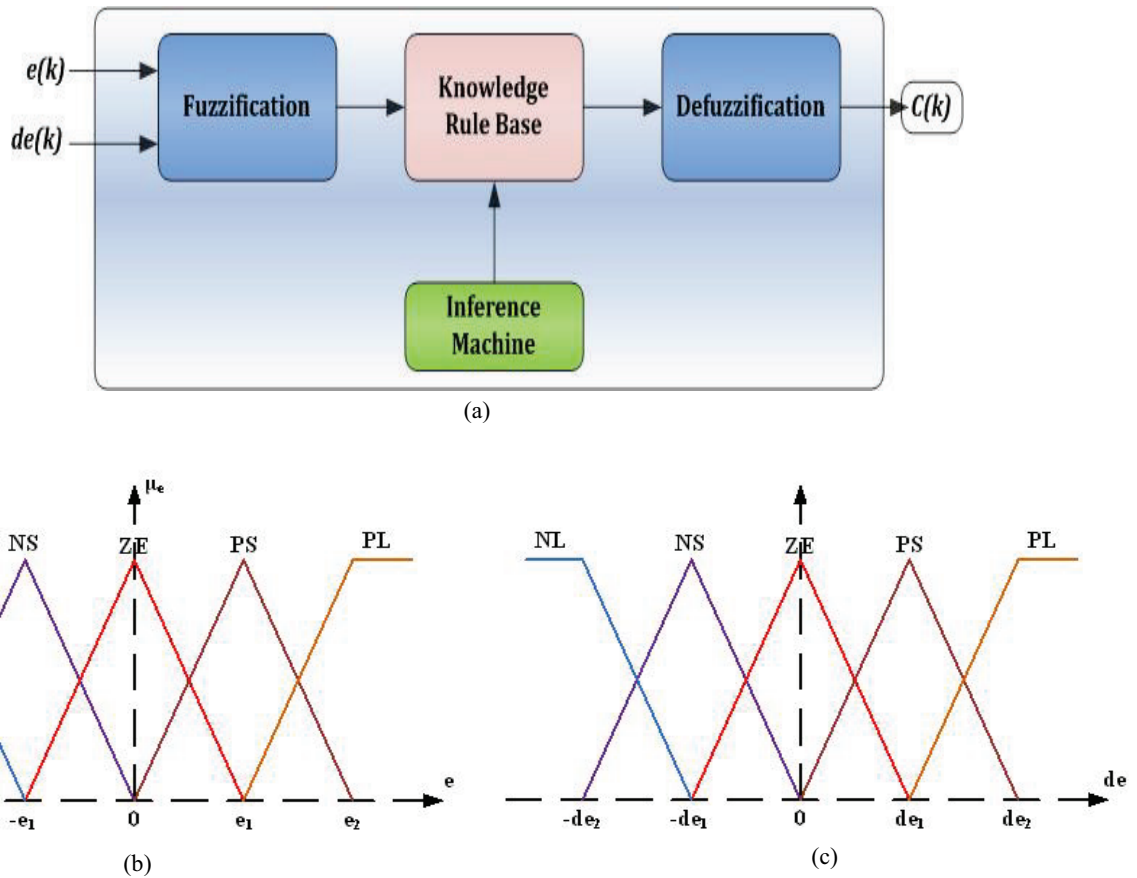 e(k)
de(k)
Fuzzification
Knowledge
Rule Base
Defuzzification
C(k)
Inference
Machine
(a)
μₑ
NS ZE PS PL
e
-e₁ 0 e₁ e₂
(b)
NL NS ZE PS PL
de
-de₂ -de₁ 0 de₁ de₂
(c)